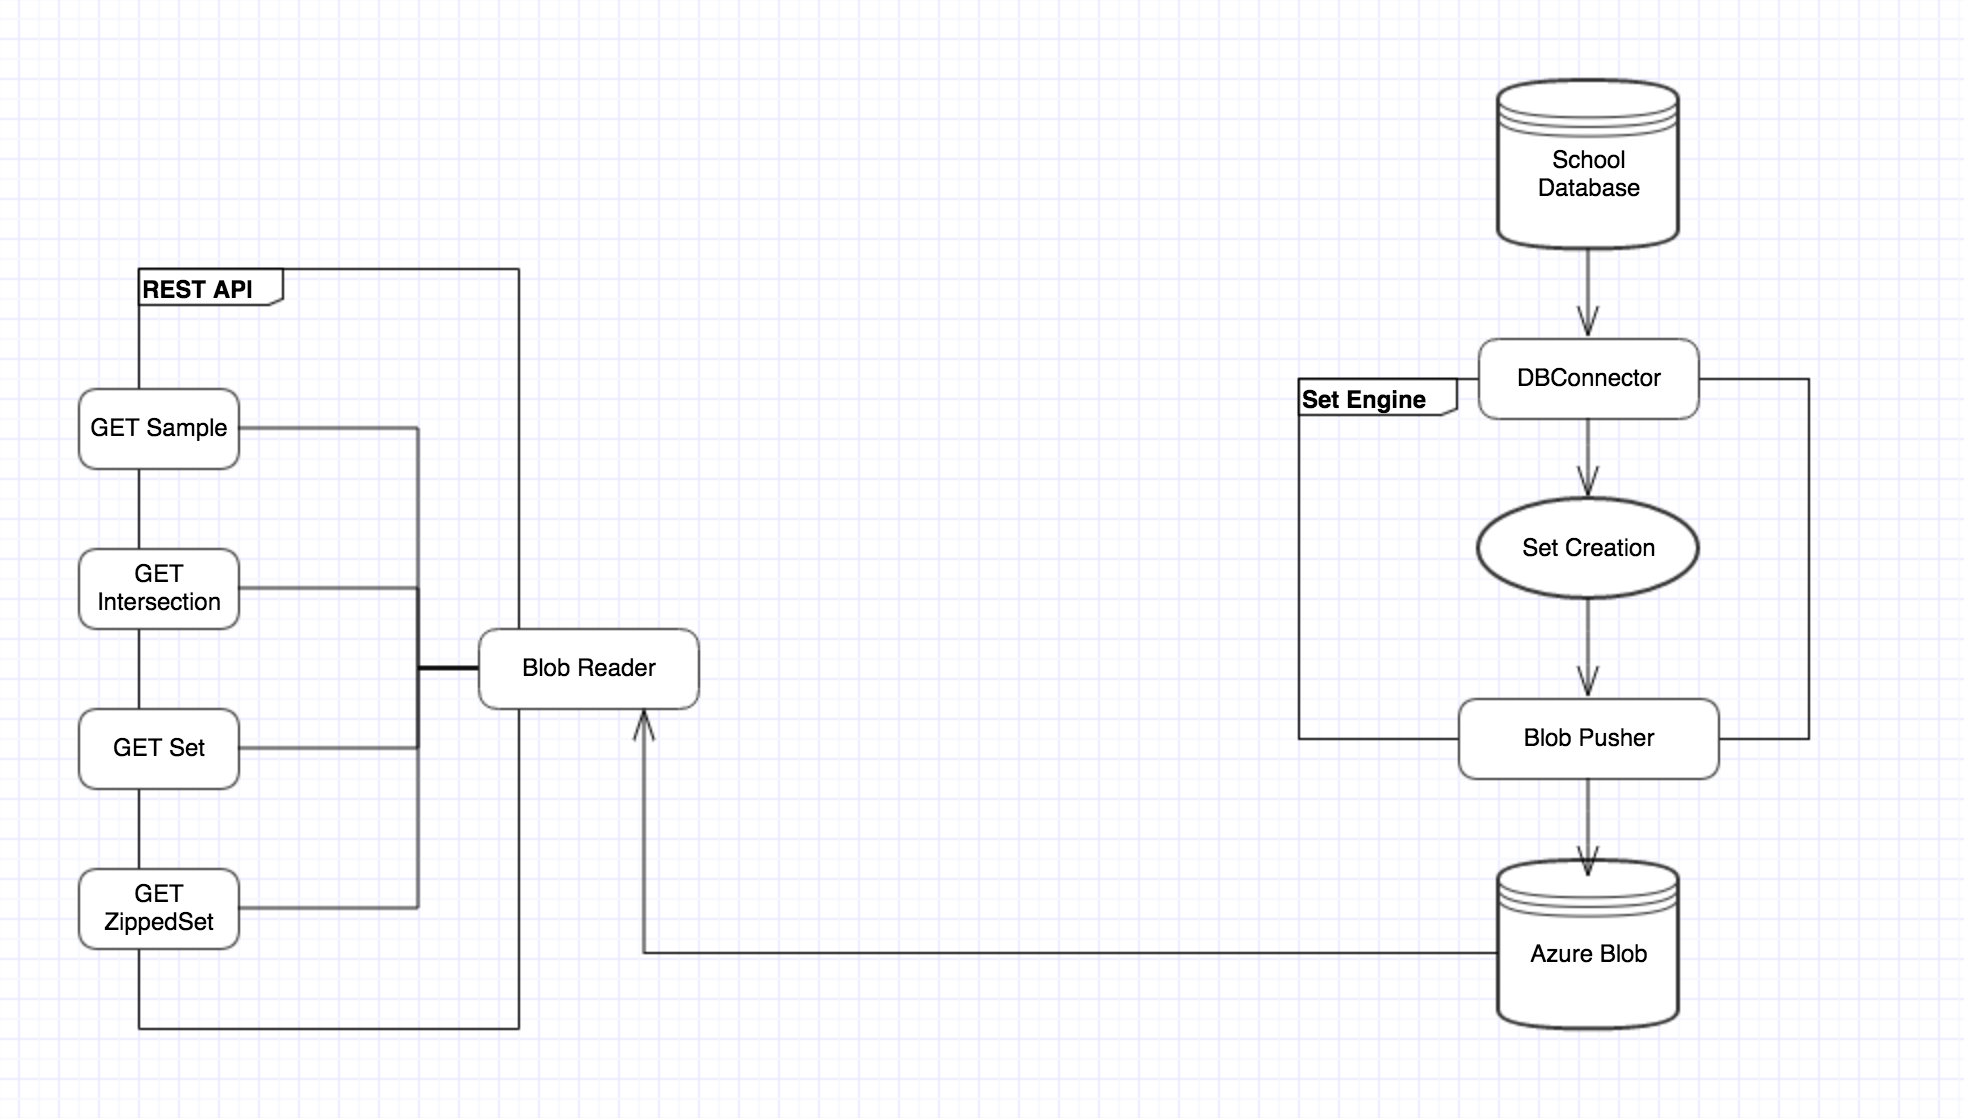 School
Database
REST API
DBConnector
Set Engine
GET Sample
Set Creation
GET
Intersection
Blob Reader
Blob Pusher
GET Set
GET
ZippedSet
Azure Blob